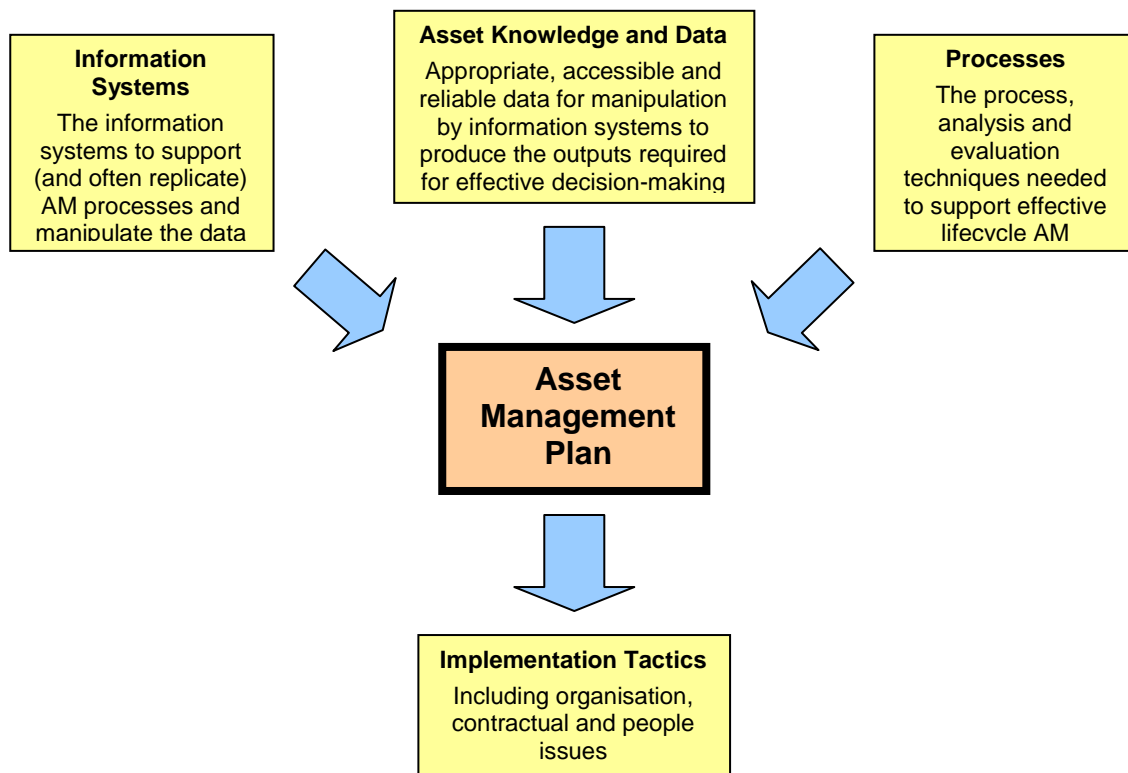 Information
Systems
The information
systems to support
(and often replicate)
AM processes and
manipulate the data
Asset Knowledge and Data
Appropriate, accessible and
reliable data for manipulation
by information systems to
produce the outputs required
for effective decision-making
Processes
The process,
analysis and
evaluation
techniques needed
to support effective
lifecycle AM
Asset
Management
Plan
Implementation Tactics
Including organisation,
contractual and people
issues